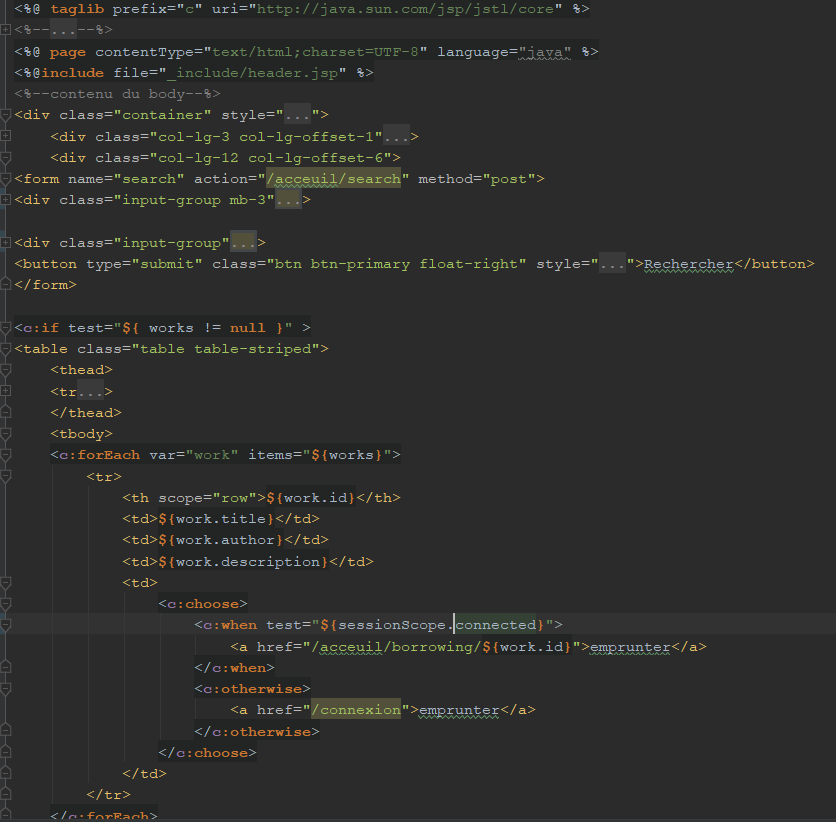 <%@ taglib prefix="c" uri="http://java.sun.com/jsp/jstl/core" %>
<%--...--%>
<%@ page contentType="text/html;charset=UTF-8" language="java" %>
<%@include file="_include/header.jsp" %>
<%--contenu du body--%>
<div class="container" style="...">
<div class="col-lg-3 col-lg-offset-1"...>
<div class="col-lg-12 col-lg-offset-6">
<form name="search" action="/acceuil/search" method="post">
<div class="input-group mb-3"...>
<div class="input-group"...>
<button type="submit" class="btn btn-primary float-right" style="...">Rechercher</button>
</form>
<c:if test="${ works != null }" >
<table class="table table-striped">
<thead>
<tr...>
</thead>
<tbody>
<c:forEach var="work" items="${works}">
<tr>
<th scope="row">${work.id}</th>
<td>${work.title}</td>
<td>${work.author}</td>
<td>${work.description}</td>
<td>
<c:choose>
<c:when test="${sessionScope.connected}">
<a href="/acceuil/borrowing/${work.id}">emprunter</a>
</c:when>
<c:otherwise>
<a href="/connexion">emprunter</a>
</c:otherwise>
</c:choose>
</td>
</tr>
</c:forEach>